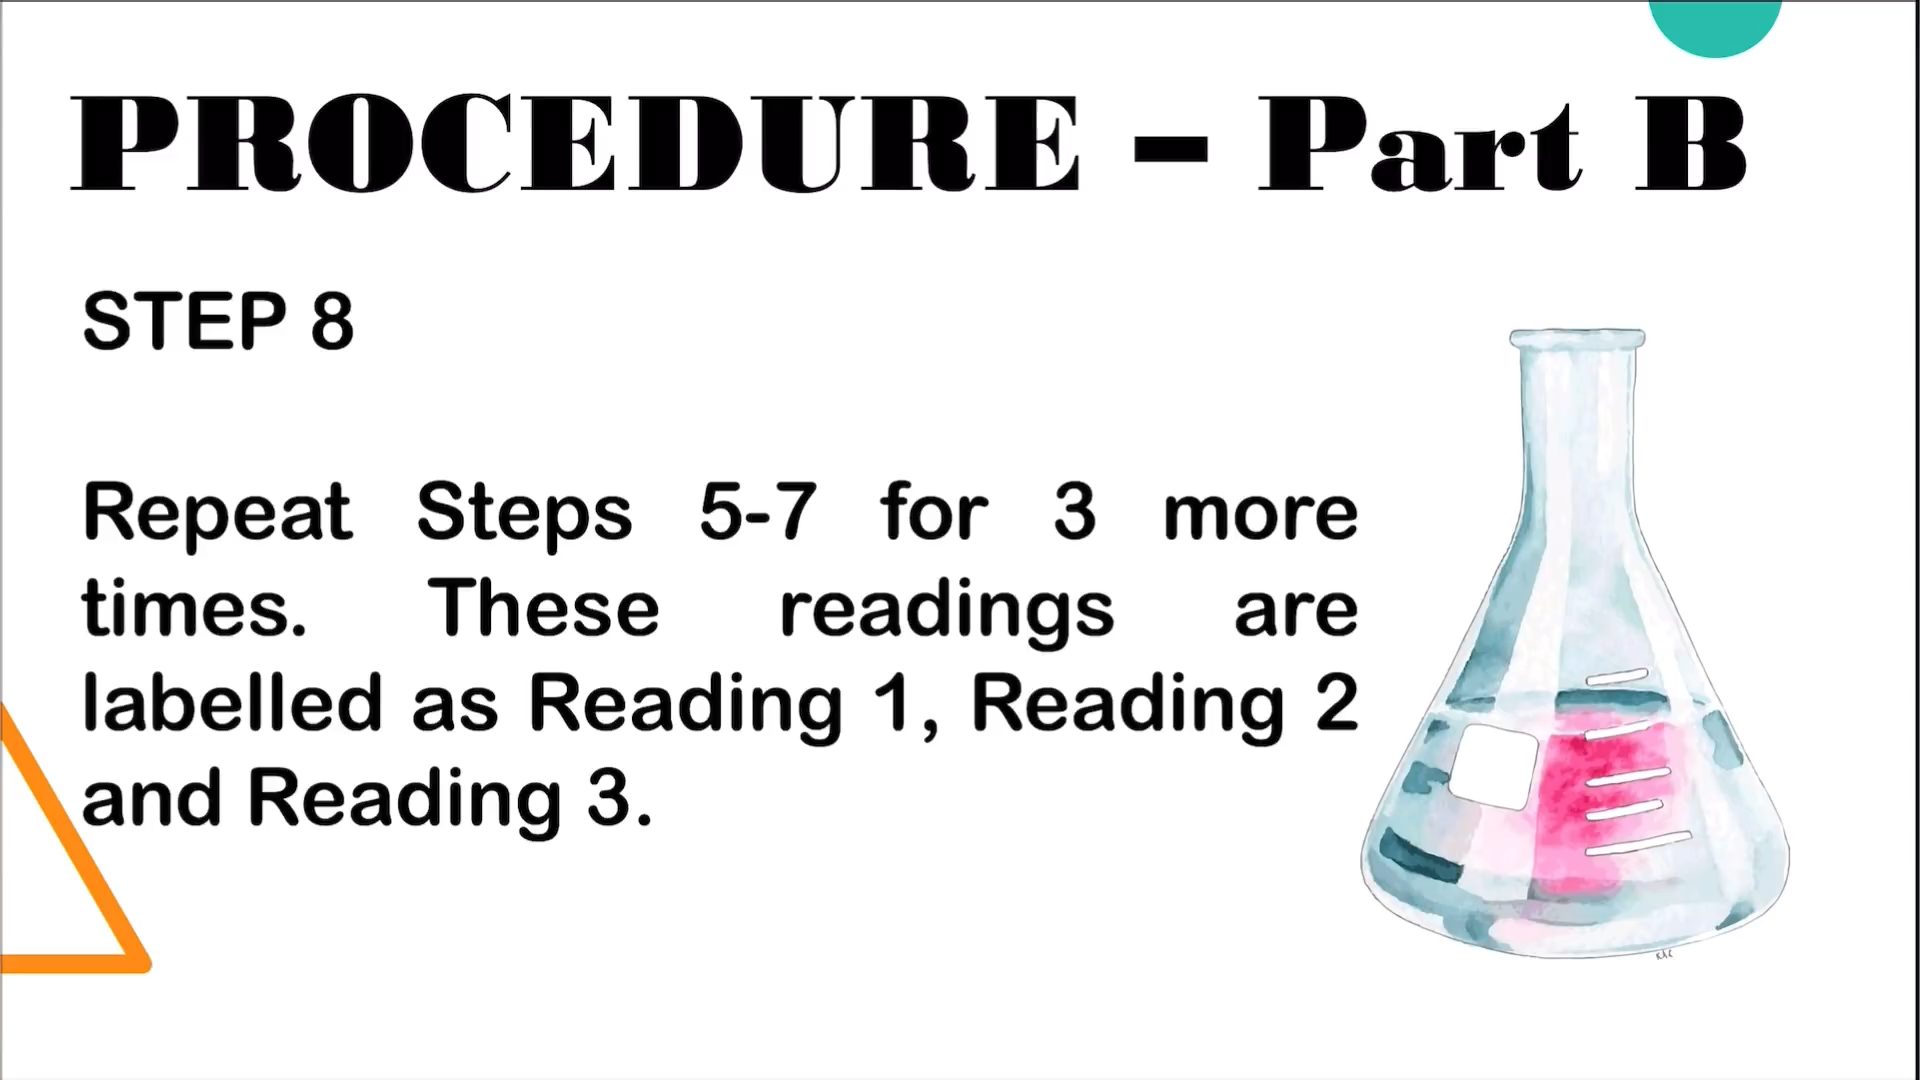 PROCEDURE – Part B
STEP 8
Repeat Steps 5-7 for 3 more
times. These readings are
labelled as Reading 1, Reading 2
and Reading 3.